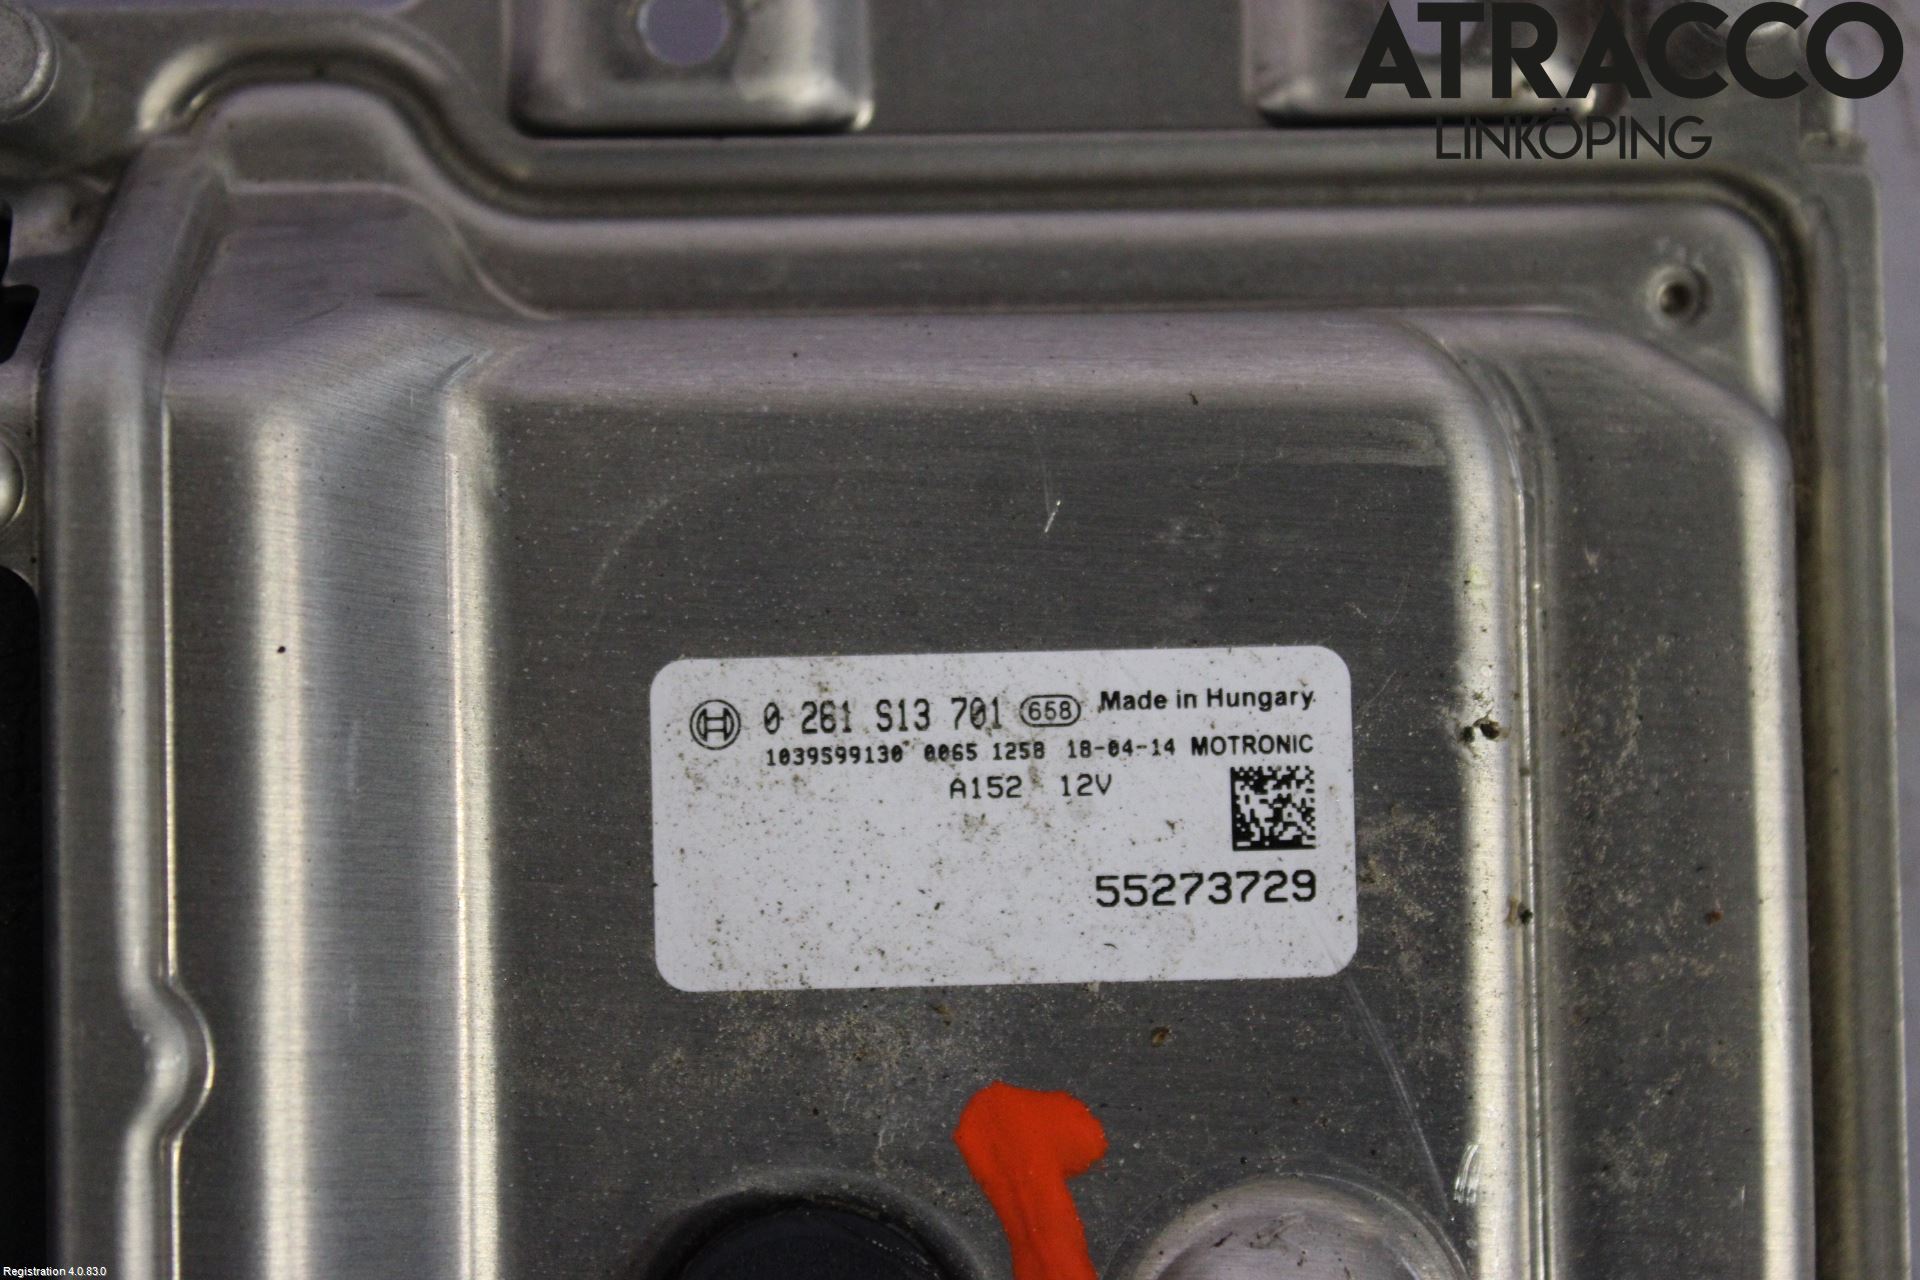 ATRACCO
LINKÖPING
0 261 S13 701 658 Made in Hungary
1039S99130 0065 1258 18-04-14 MOTRONIC
A152 12V
55273729
Registration 4.0.83.0